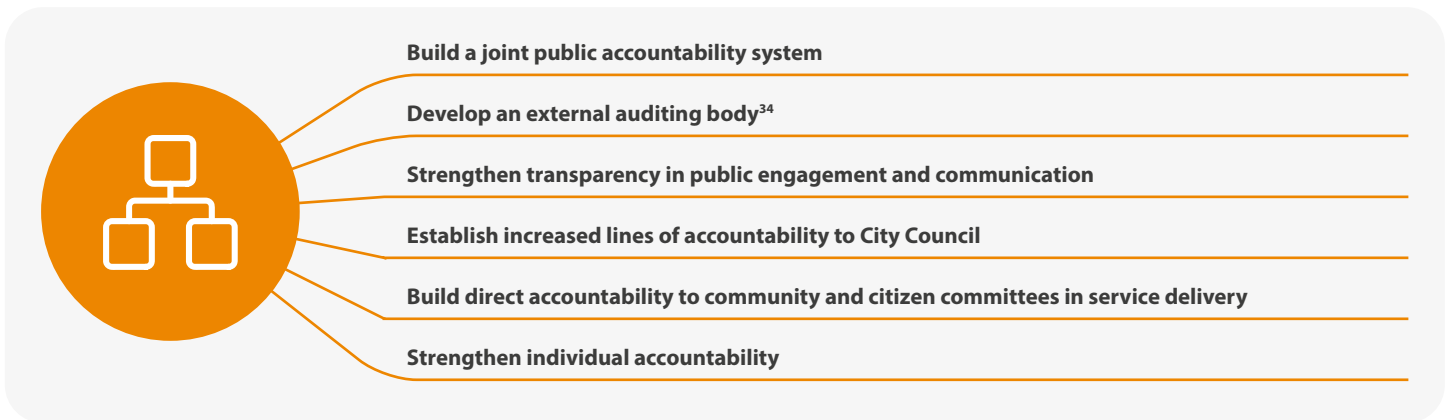 Build a joint public accountability system
Develop an external auditing body³⁴
Strengthen transparency in public engagement and communication
Establish increased lines of accountability to City Council
Build direct accountability to community and citizen committees in service delivery
Strengthen individual accountability